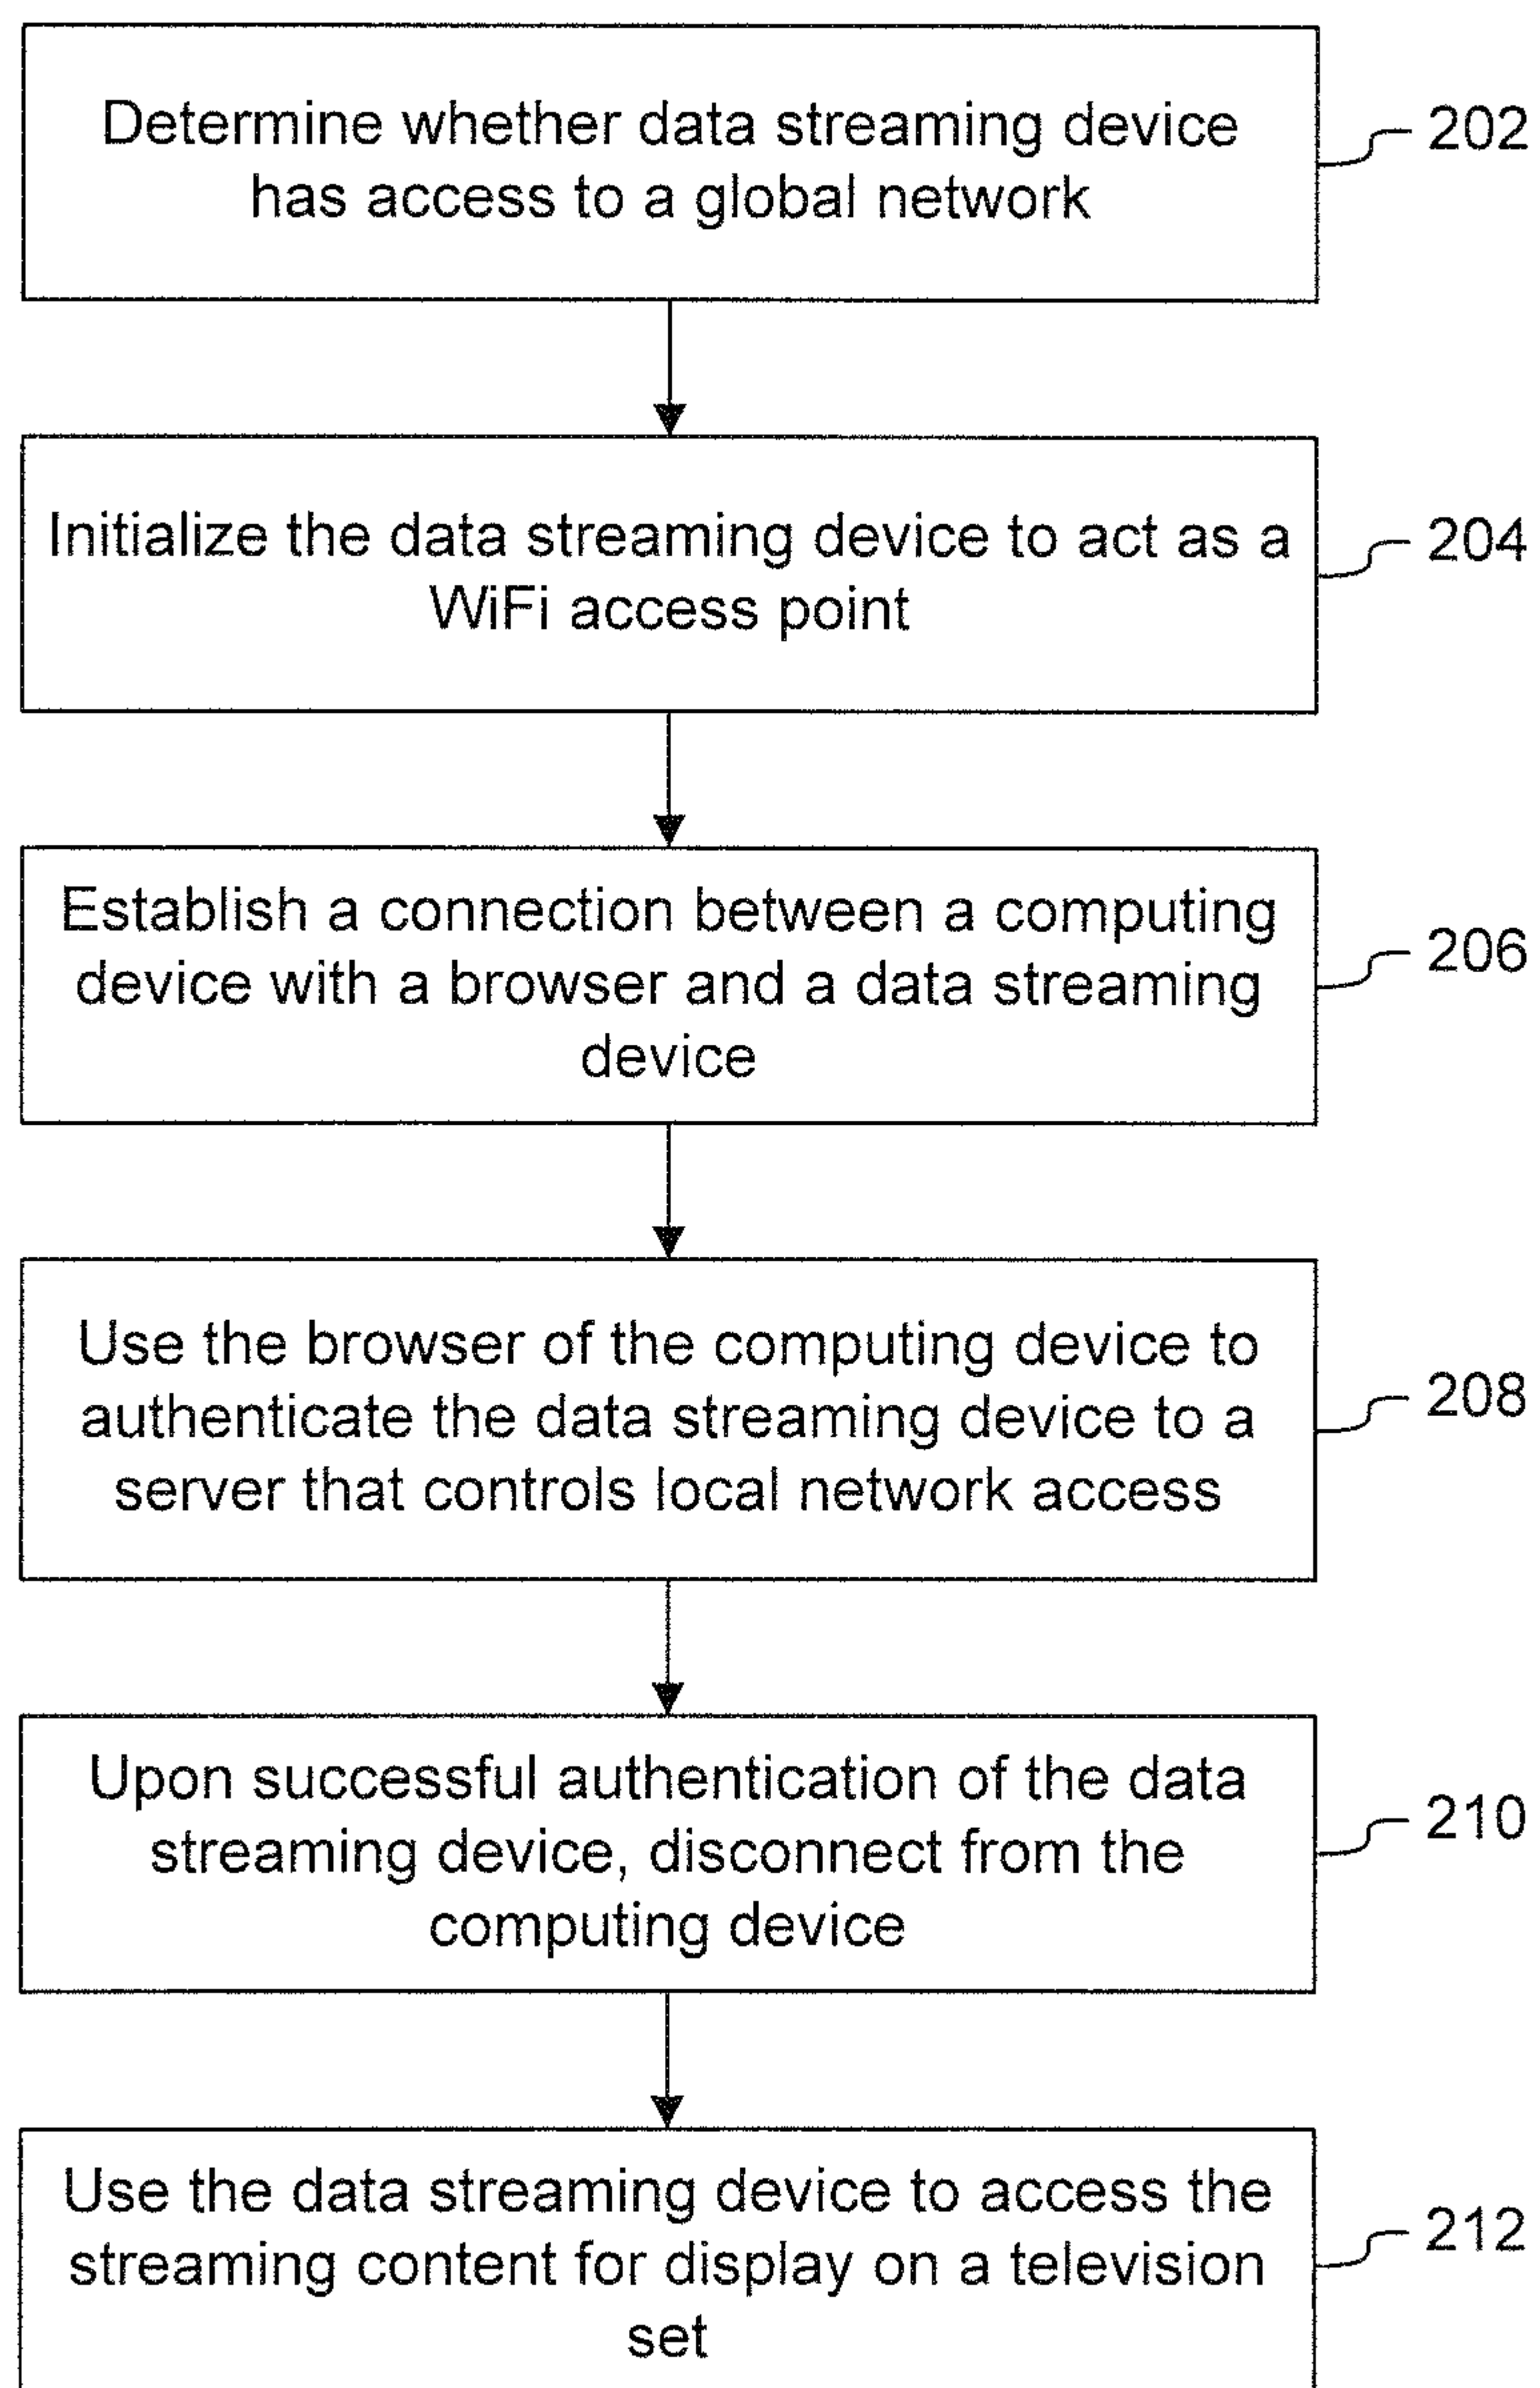 Determine whether data streaming device
has access to a global network
202
Initialize the data streaming device to act as a
WiFi access point
204
Establish a connection between a computing
device with a browser and a data streaming
device
206
Use the browser of the computing device to
authenticate the data streaming device to a
server that controls local network access
208
Upon successful authentication of the data
streaming device, disconnect from the
computing device
210
Use the data streaming device to access the
streaming content for display on a television
set
212